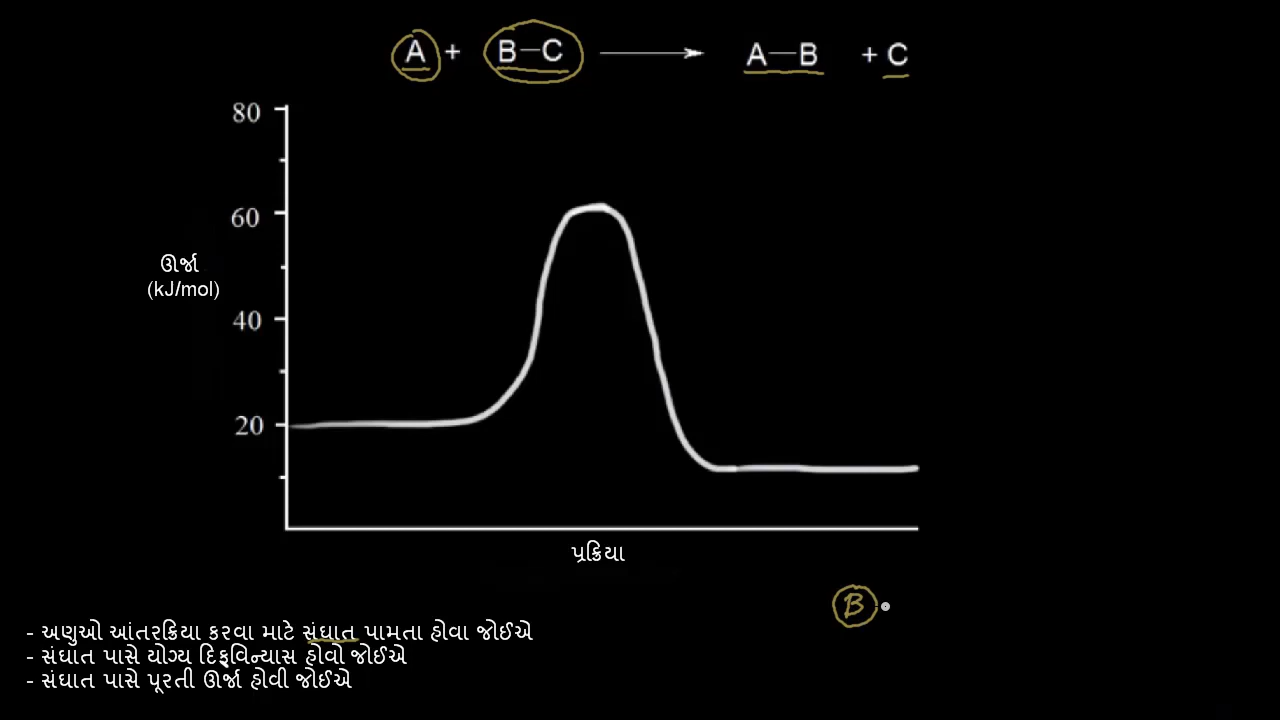 A + B—C ⟶ A—B + C
80
60
ઊર્જા
(kJ/mol)
40
20
પ્રક્રિયા
B
- અણુઓ આંતરક્રિયા કરવા માટે સંઘાત પામતા હોવા જોઈએ
- સંઘાત પાસે યોગ્ય દિક્વિન્યાસ હોવો જોઈએ
- સંઘાત પાસે પૂરતી ઊર્જા હોવી જોઈએ